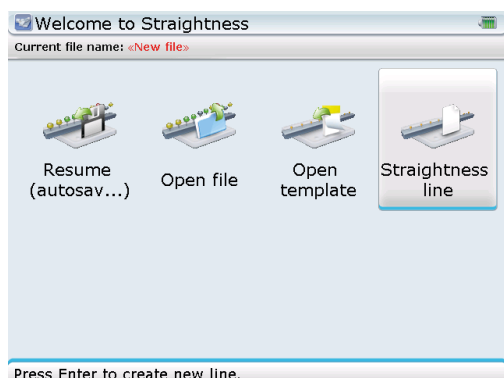 Welcome to Straightness
Current file name: «New file»
Resume
(autosav...)
Open file
Open
template
Straightness
line
Press Enter to create new line.